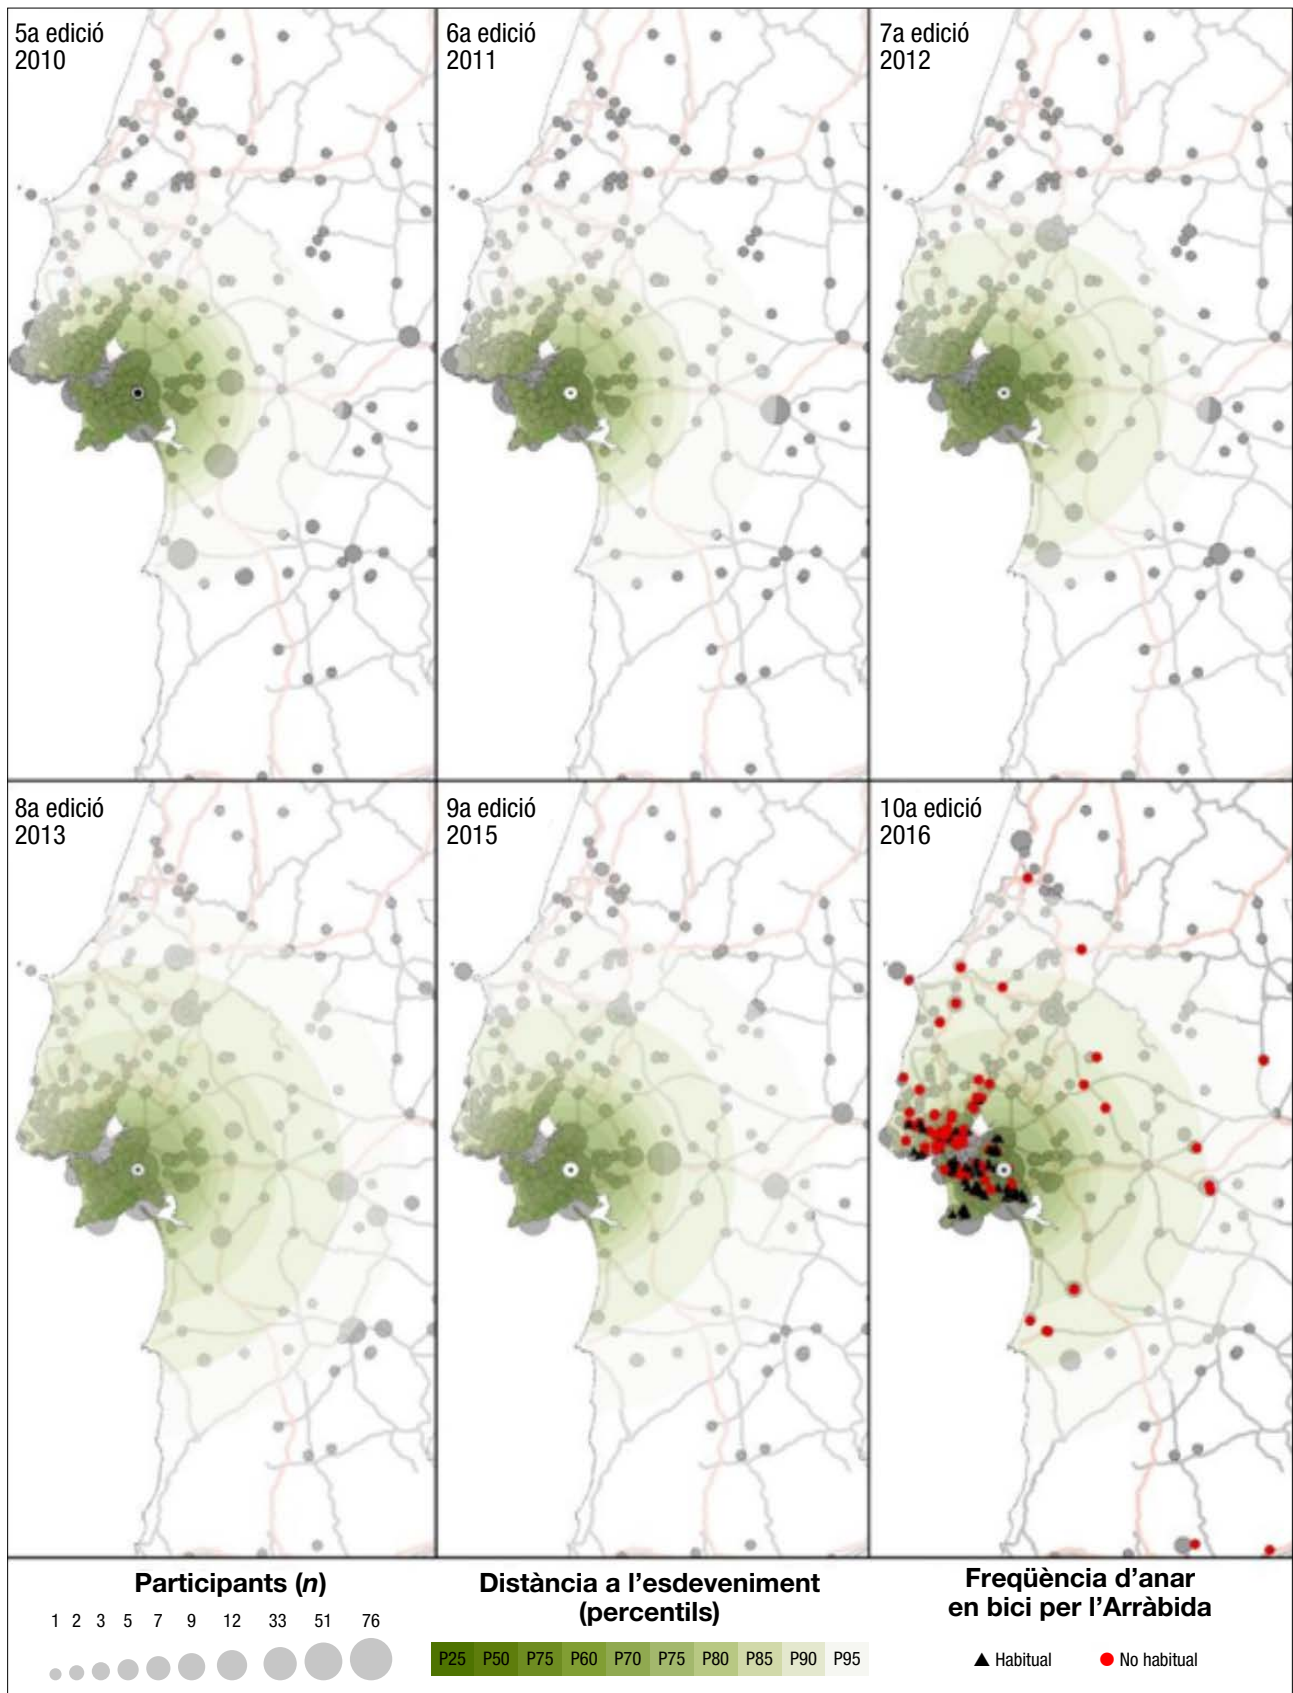 5a edició
2010
6a edició
2011
7a edició
2012
8a edició
2013
9a edició
2015
10a edició
2016
Participants (n)
1 2 3 5 7 9 12 33 51 76
Distància a l'esdeveniment
(percentils)
P25 P50 P75 P60 P70 P75 P80 P85 P90 P95
Freqüència d'anar
en bici per l'Arràbida
Habitual No habitual